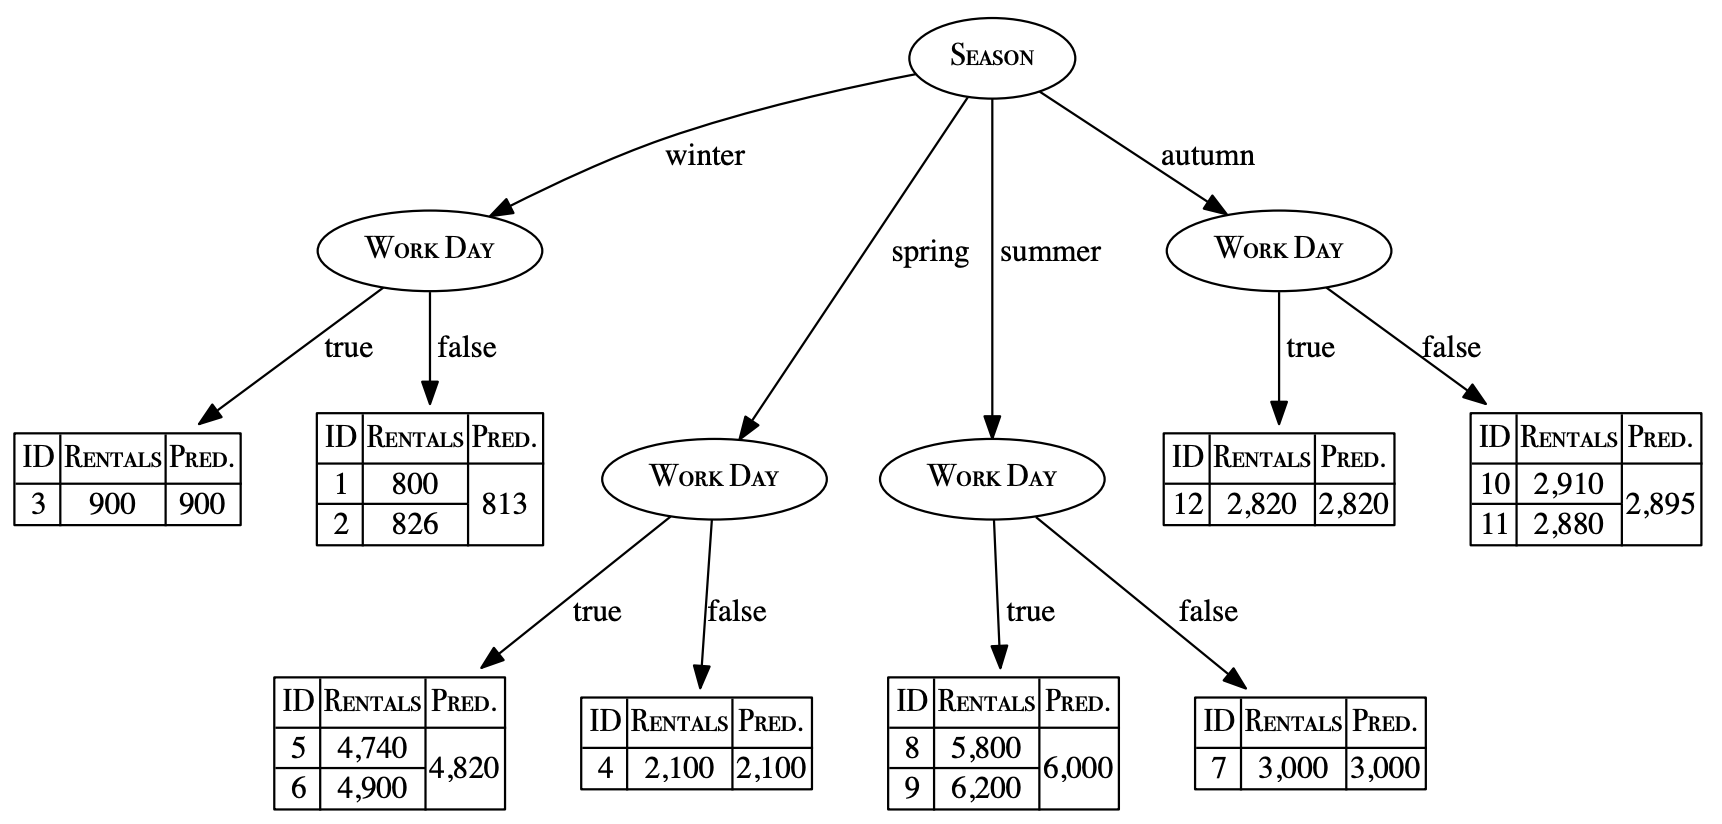 SEASON
winter
autumn
WORK DAY
WORK DAY
spring
summer
true
false
true
false
ID RENTALS PRED.
3 900 900
ID RENTALS PRED.
1 800 813
2 826
WORK DAY
WORK DAY
ID RENTALS PRED.
12 2,820 2,820
ID RENTALS PRED.
10 2,910 2,895
11 2,880
true
false
true
false
ID RENTALS PRED.
5 4,740 4,820
6 4,900
ID RENTALS PRED.
4 2,100 2,100
ID RENTALS PRED.
8 5,800 6,000
9 6,200
ID RENTALS PRED.
7 3,000 3,000